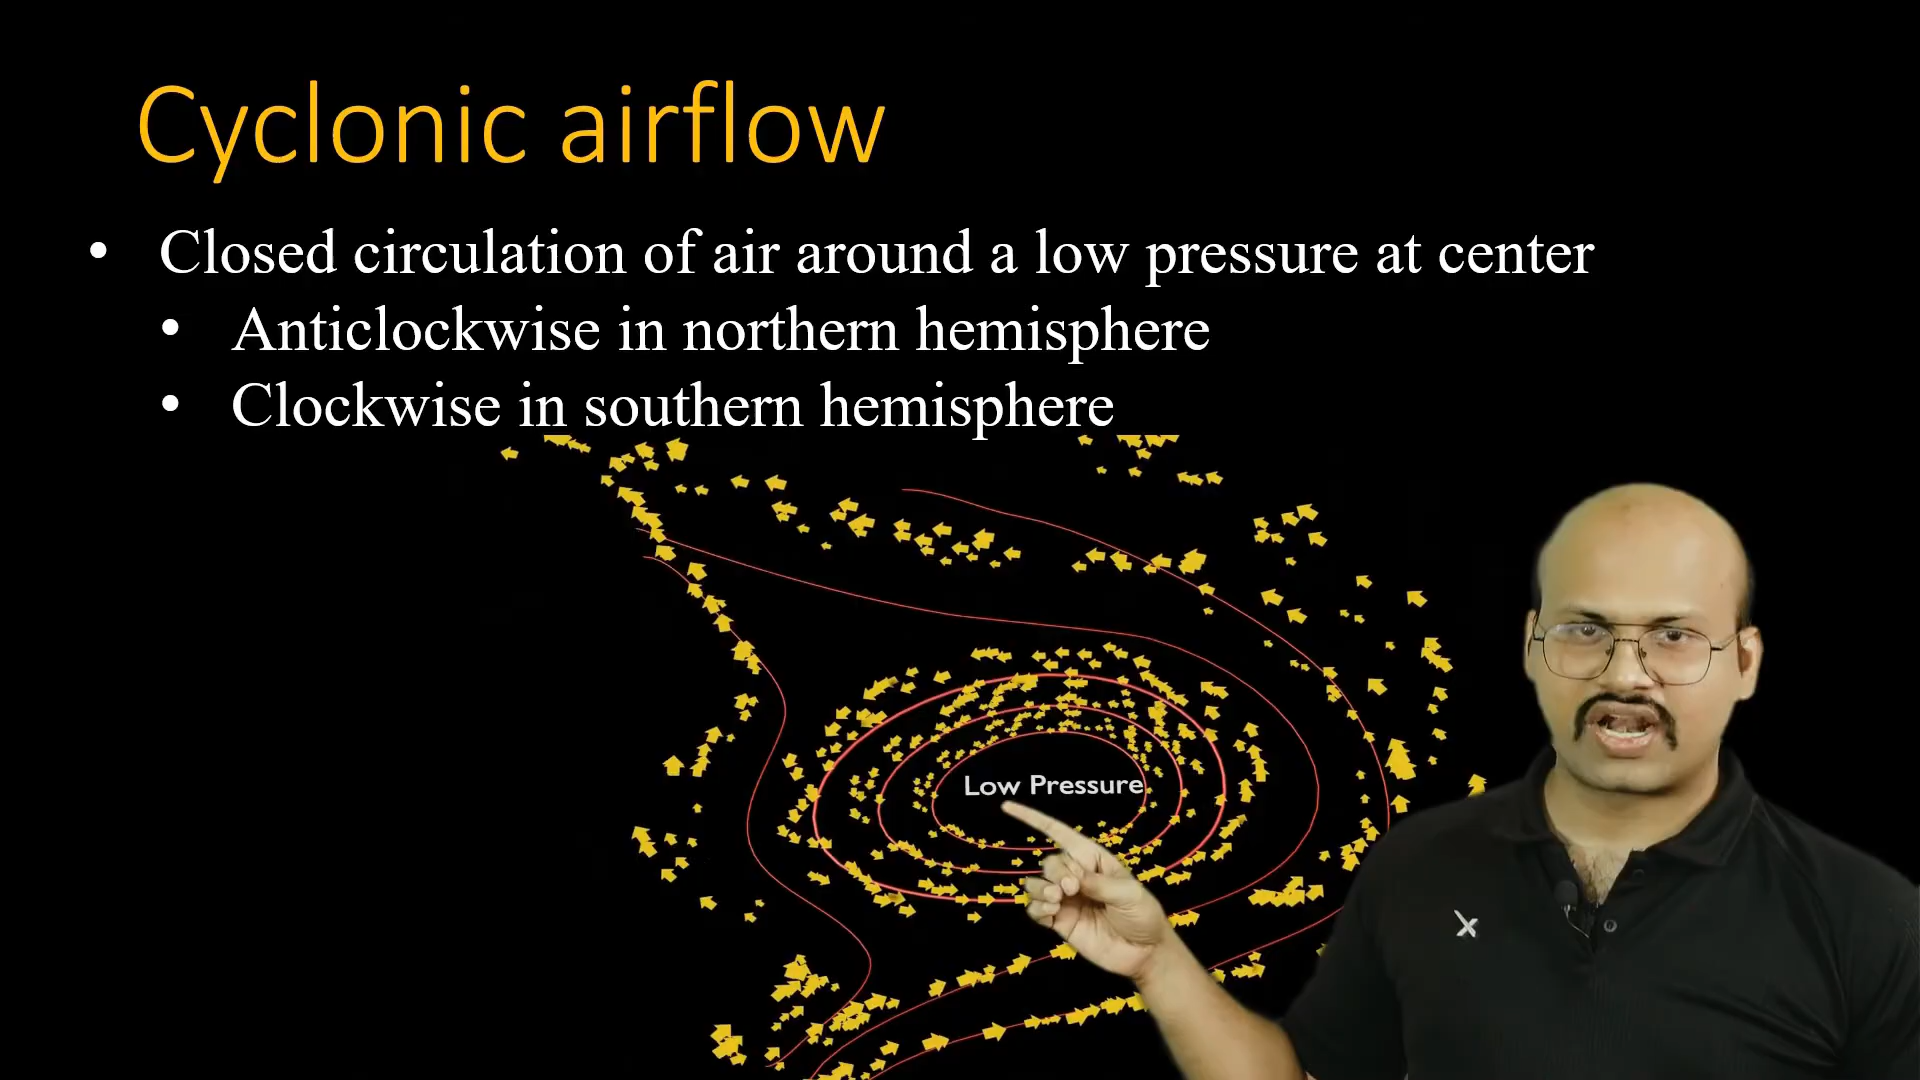 Cyclonic airflow
• Closed circulation of air around a low pressure at center
• Anticlockwise in northern hemisphere
• Clockwise in southern hemisphere
Low Pressure